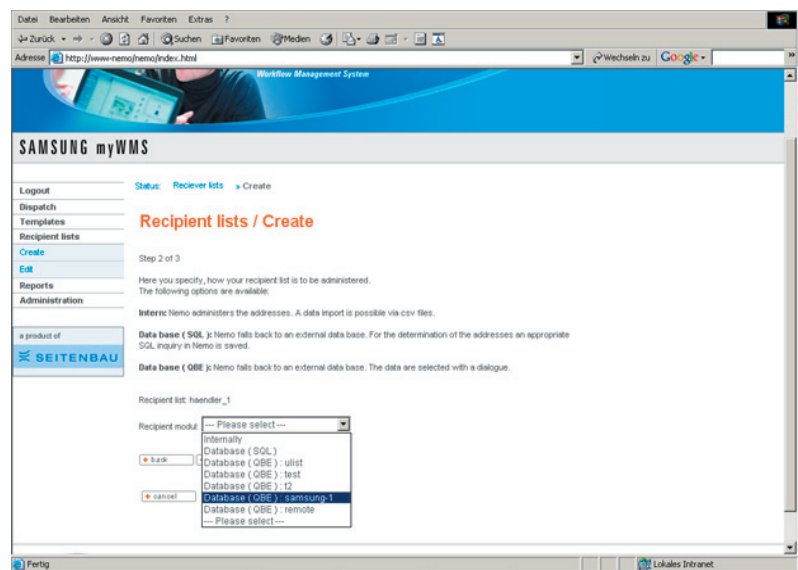 Datei Bearbeiten Ansicht Favoriten Extras ?
Zurück Suchen Favoriten Medien
Adresse http://www-nemo/nemo/index.html Wechseln zu Google
Workflow Management System
SAMSUNG myWMS
Status: Reciever lists » Create
Logout
Dispatch
Templates
Recipient lists
Create
Edit
Reports
Administration
a product of
SEITENBAU
Recipient lists / Create
Step 2 of 3
Here you specify, how your recipient list is to be administered.
The following options are available:
Intern: Nemo administers the addresses. A data import is possible via csv files.
Data base ( SQL ): Nemo falls back to an external data base. For the determination of the addresses an appropriate
SQL inquiry in Nemo is saved.
Data base ( QBE ): Nemo falls back to an external data base. The data are selected with a dialogue.
Recipient list: haendler_1
Recipient modul: --- Please select ---
Internally
Database ( SQL )
Database ( QBE ) : ulist
Database ( QBE ) : test
Database ( QBE ) : t2
Database ( QBE ) : samsung-1
Database ( QBE ) : remote
--- Please select ---
back
cancel
Fertig Lokales Intranet